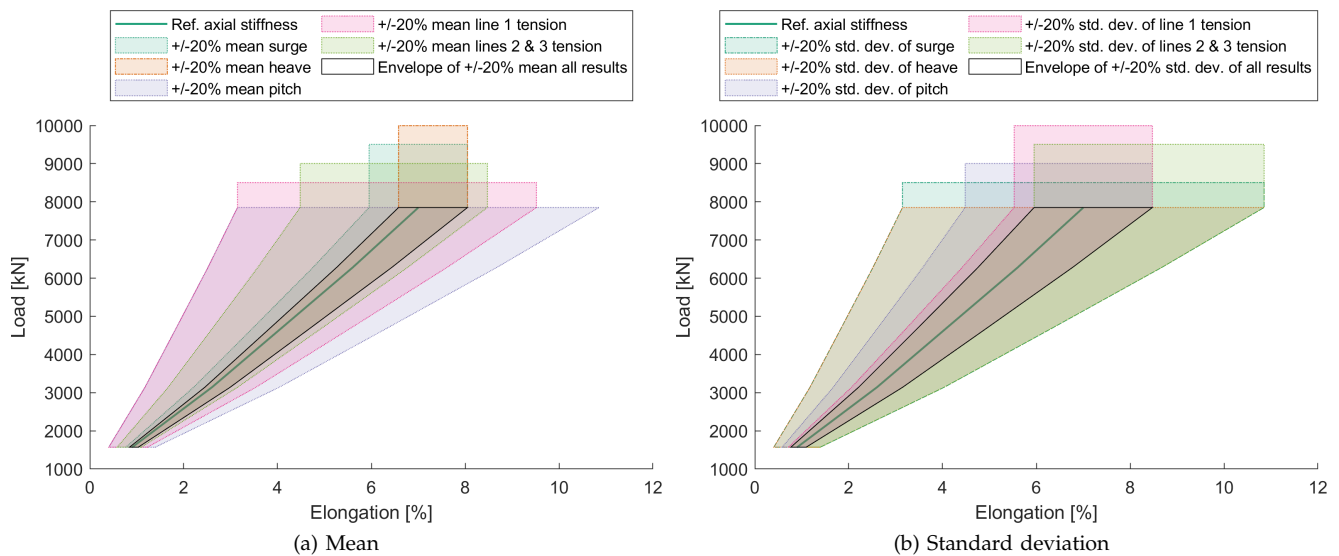 Ref. axial stiffness
+/-20% mean surge
+/-20% mean heave
+/-20% mean pitch
+/-20% mean line 1 tension
+/-20% mean lines 2 & 3 tension
Envelope of +/-20% mean all results
10000
9000
8000
7000
6000
5000
4000
3000
2000
1000
Load [kN]
0 2 4 6 8 10 12
Elongation [%]
(a) Mean
Ref. axial stiffness
+/-20% std. dev. of surge
+/-20% std. dev. of heave
+/-20% std. dev. of pitch
+/-20% std. dev. of line 1 tension
+/-20% std. dev. of lines 2 & 3 tension
Envelope of +/-20% std. dev. of all results
10000
9000
8000
7000
6000
5000
4000
3000
2000
1000
Load [kN]
0 2 4 6 8 10 12
Elongation [%]
(b) Standard deviation